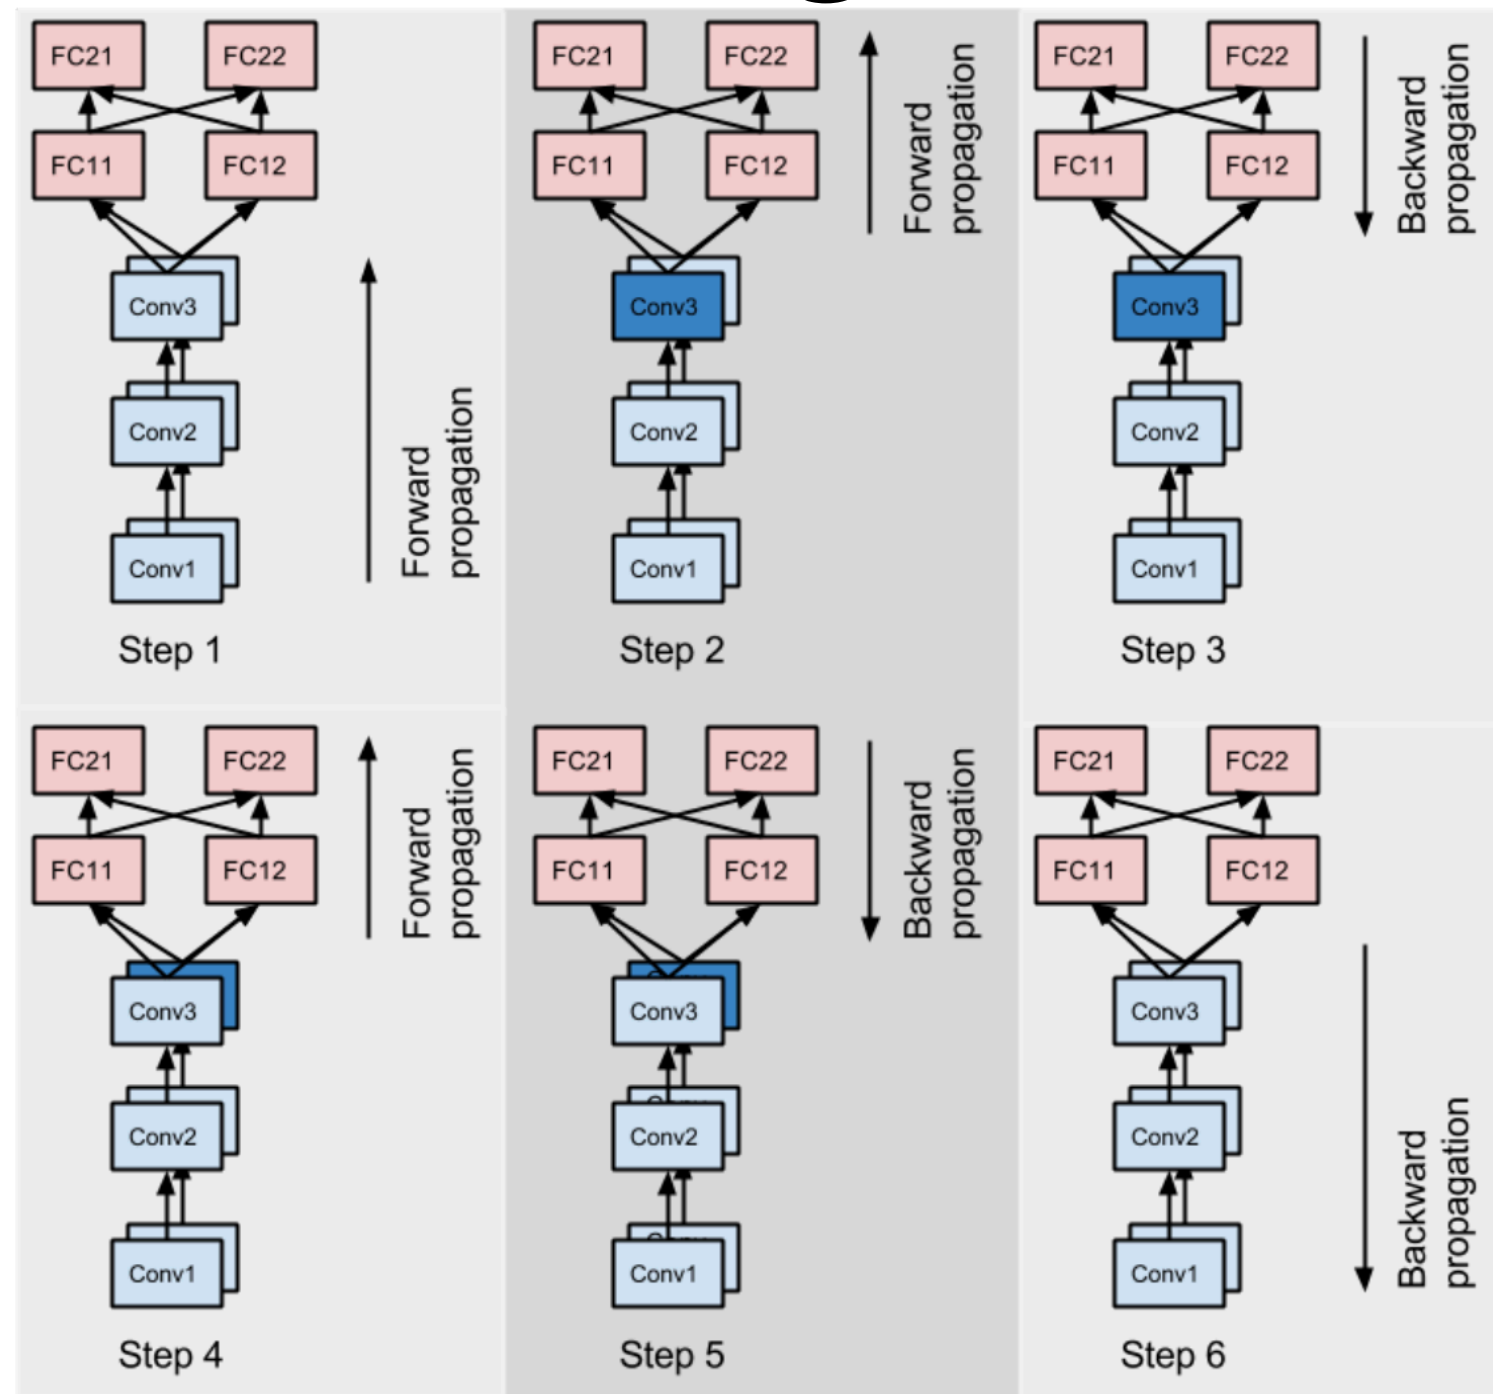 FC21 FC22
FC11 FC12
Conv3
Conv2
Conv1
Forward
propagation
Step 1
FC21 FC22
FC11 FC12
Conv3
Conv2
Conv1
Forward
propagation
Step 2
FC21 FC22
FC11 FC12
Conv3
Conv2
Conv1
Backward
propagation
Step 3
FC21 FC22
FC11 FC12
Conv3
Conv2
Conv1
Forward
propagation
Step 4
FC21 FC22
FC11 FC12
Conv3
Conv2
Conv1
Backward
propagation
Step 5
FC21 FC22
FC11 FC12
Conv3
Conv2
Conv1
Backward
propagation
Step 6